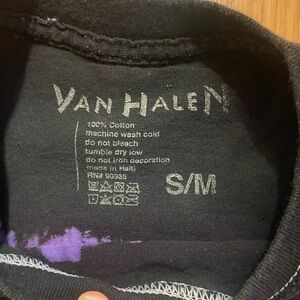 VAN HALEN
100% Cotton
machine wash cold
do not bleach
tumble dry low
do not iron decoration
made in Haiti
RN# 90355
S/M